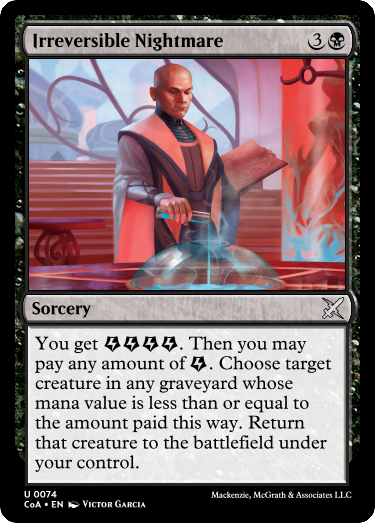 Irreversible Nightmare 3
Sorcery
You get. Then you may
pay any amount of. Choose target
creature in any graveyard whose
mana value is less than or equal to
the amount paid this way. Return
that creature to the battlefield under
your control.
U 0074
CoA • EN Victor Garcia
Mackenzie, McGrath & Associates LLC